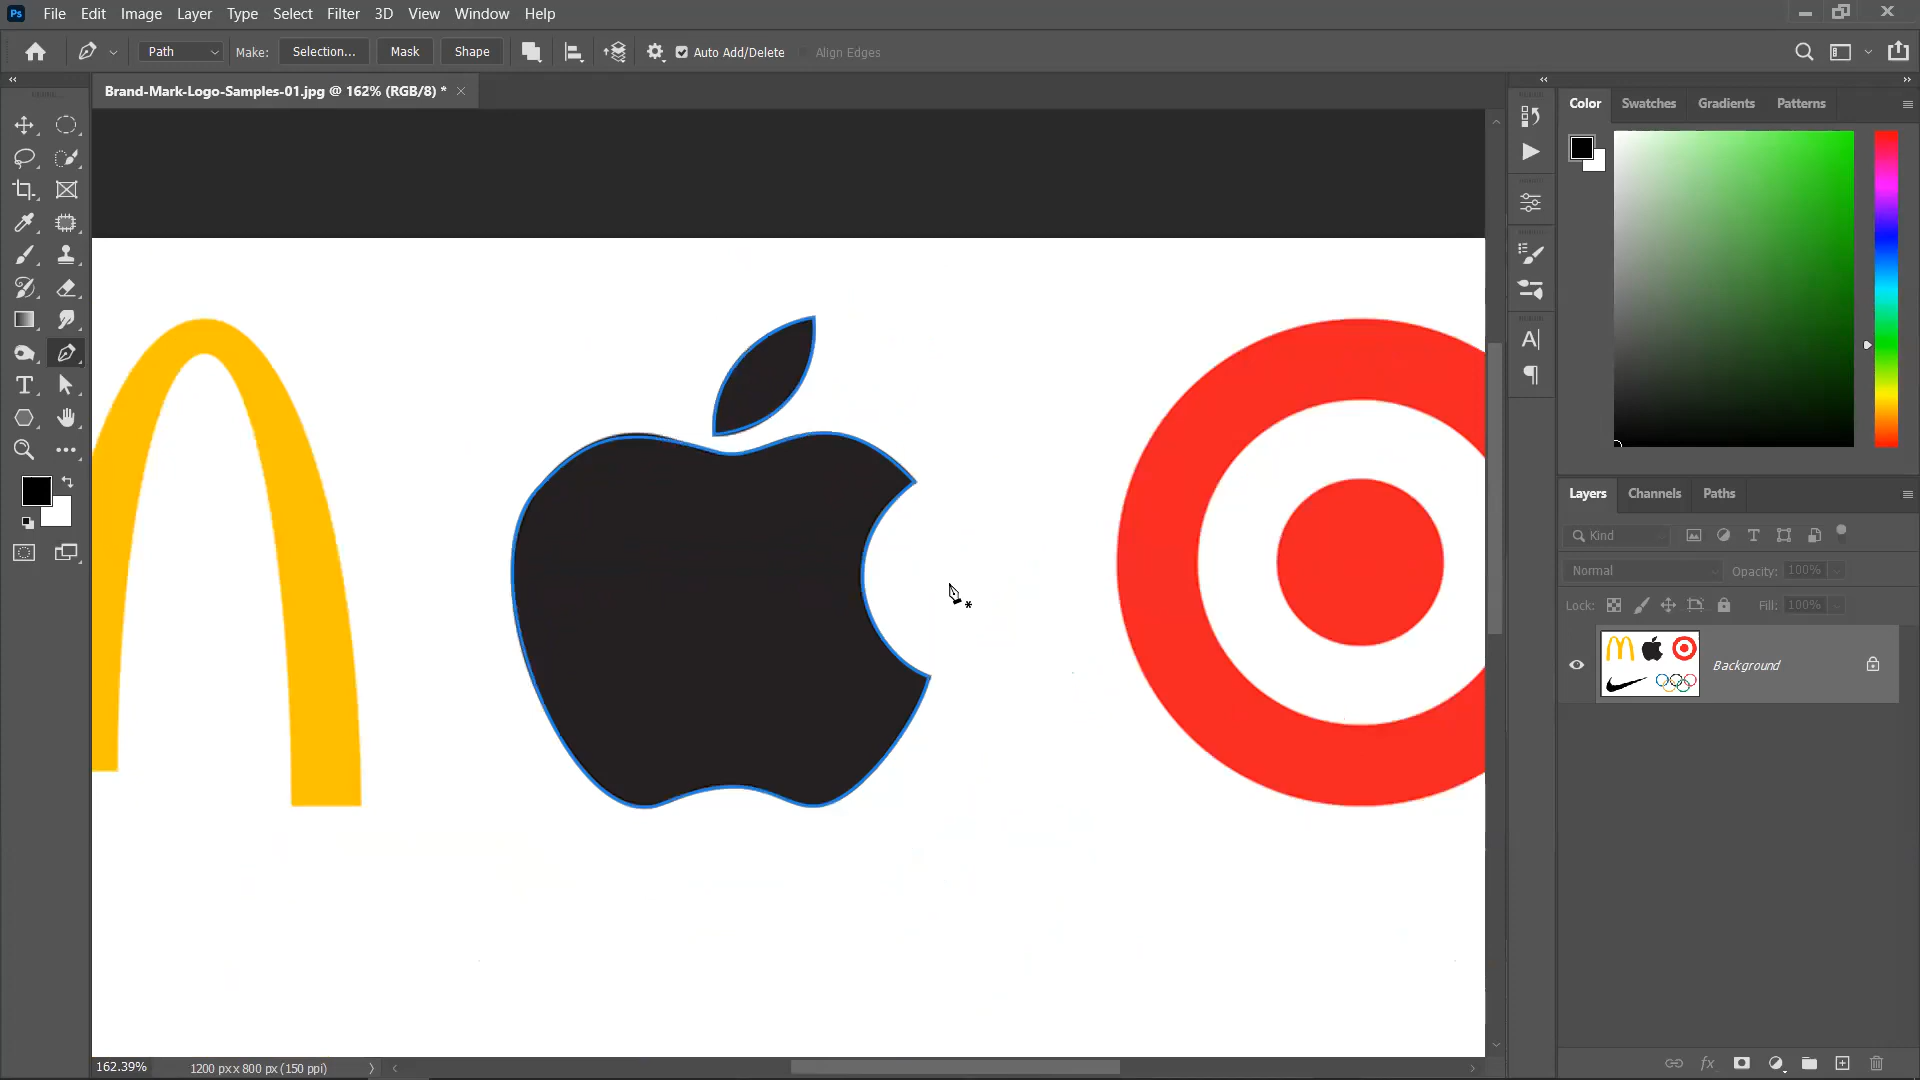 Ps File Edit Image Layer Type Select Filter 3D View Window Help
Path Make: Selection... Mask Shape Auto Add/Delete Align Edges
Brand-Mark-Logo-Samples-01.jpg @ 162% (RGB/8) *
Color Swatches Gradients Patterns
Layers Channels Paths
Kind
Normal Opacity: 100%
Lock: Fill: 100%
Background
162.39% 1200 px x 800 px (150 ppi)